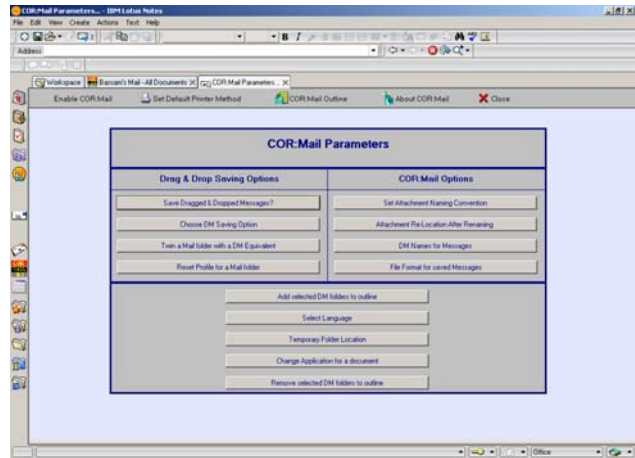 COR:Mail Parameters... - IBM Lotus Notes
File Edit View Create Actions Text Help
B I
Address
Workspace Bassam's Mail - All Documents X COR:Mail Parameters... X
Enable COR:Mail Set Default Printer Method COR:Mail Outline About COR:Mail Close
COR:Mail Parameters
Drag & Drop Saving Options COR:Mail Options
Save Dragged & Dropped Messages? Set Attachment Naming Convention
Choose DM Saving Option Attachment Re-Location After Renaming
Twin a Mail folder with a DM Equivalent DM Names for Messages
Reset Profile for a Mail folder File Format for saved Messages
Add selected DM folders to outline
Select Language
Temporary Folder Location
Change Application for a document
Remove selected DM folders to outline
Office